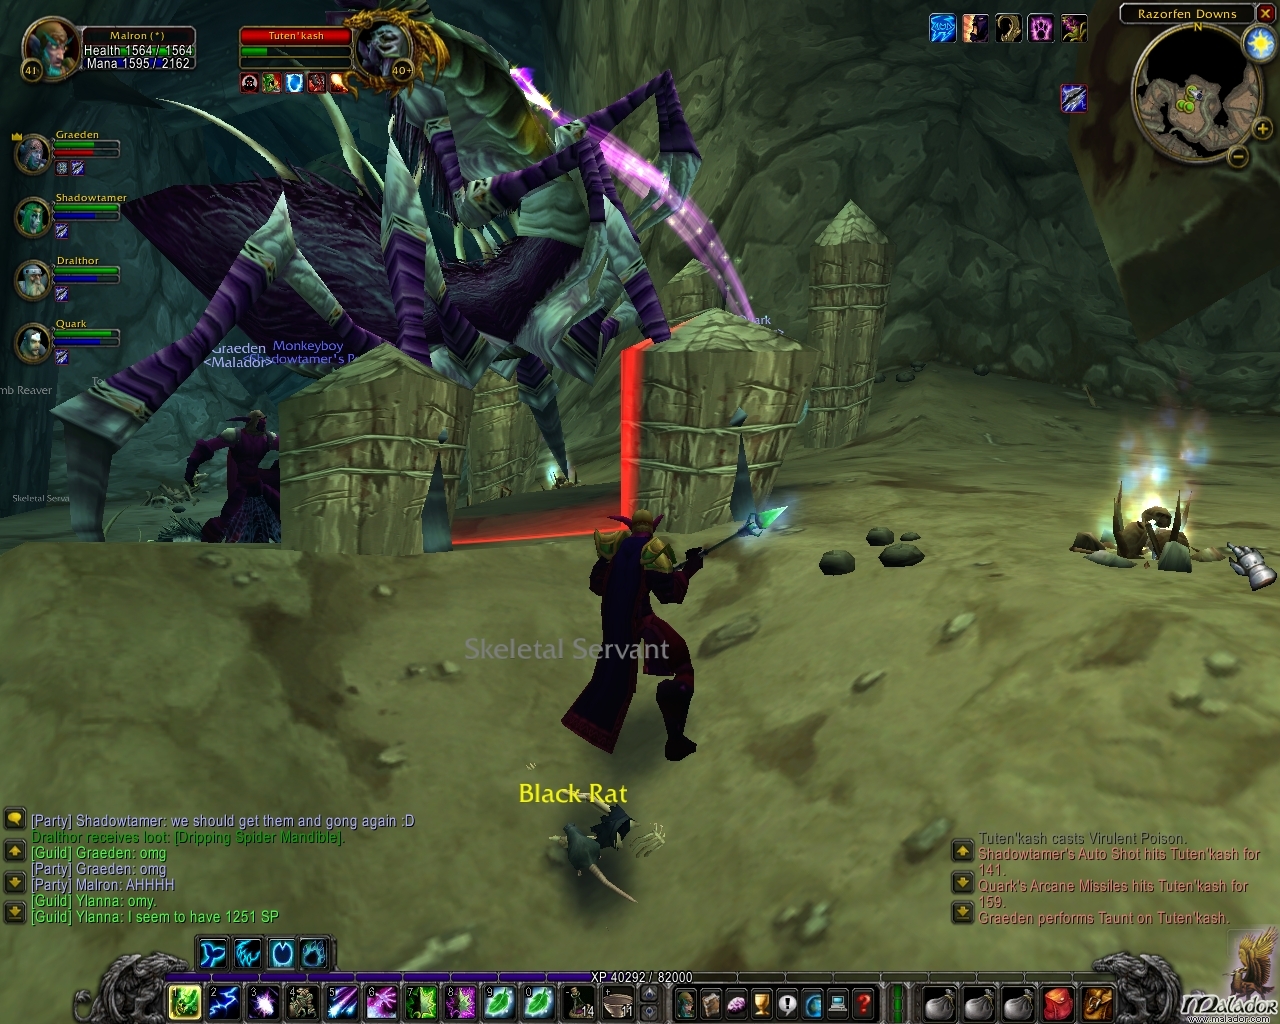 Malron (*)
Health 1564 / 1564
Mana 1595 / 2162
41
Tuten'kash
40+
Razorfen Downs
N
Graeden
Shadowtamer
Dralthor
Quark
Graeden
<Malador>
Monkeyboy
Skeletal Servant
Black Rat
[Party] Shadowtamer: we should get them and gong again :D
Dralthor receives loot: [Dripping Spider Mandible].
[Guild] Graeden: omg
[Party] Graeden: omg
[Party] Malron: AHHHH
[Guild] Ylanna: omy.
[Guild] Ylanna: I seem to have 1251 SP
Tuten'kash casts Virulent Poison.
Shadowtamer's Auto Shot hits Tuten'kash for
141.
Quark's Arcane Missiles hits Tuten'kash for
159.
Graeden performs Taunt on Tuten'kash.
XP 40292 / 82000
Malador
www.malador.com